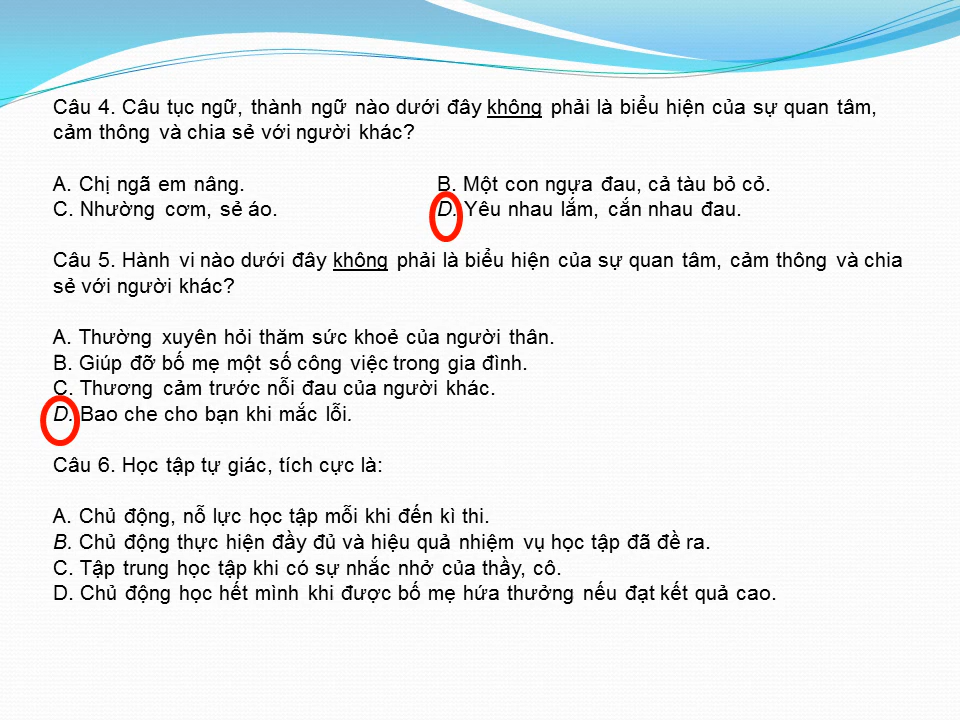 Câu 4. Câu tục ngữ, thành ngữ nào dưới đây không phải là biểu hiện của sự quan tâm,
cảm thông và chia sẻ với người khác?
A. Chị ngã em nâng. B. Một con ngựa đau, cả tàu bỏ cỏ.
C. Nhường cơm, sẻ áo. D. Yêu nhau lắm, cắn nhau đau.
Câu 5. Hành vi nào dưới đây không phải là biểu hiện của sự quan tâm, cảm thông và chia
sẻ với người khác?
A. Thường xuyên hỏi thăm sức khoẻ của người thân.
B. Giúp đỡ bố mẹ một số công việc trong gia đình.
C. Thương cảm trước nỗi đau của người khác.
D. Bao che cho bạn khi mắc lỗi.
Câu 6. Học tập tự giác, tích cực là:
A. Chủ động, nỗ lực học tập mỗi khi đến kì thi.
B. Chủ động thực hiện đầy đủ và hiệu quả nhiệm vụ học tập đã đề ra.
C. Tập trung học tập khi có sự nhắc nhở của thầy, cô.
D. Chủ động học hết mình khi được bố mẹ hứa thưởng nếu đạt kết quả cao.